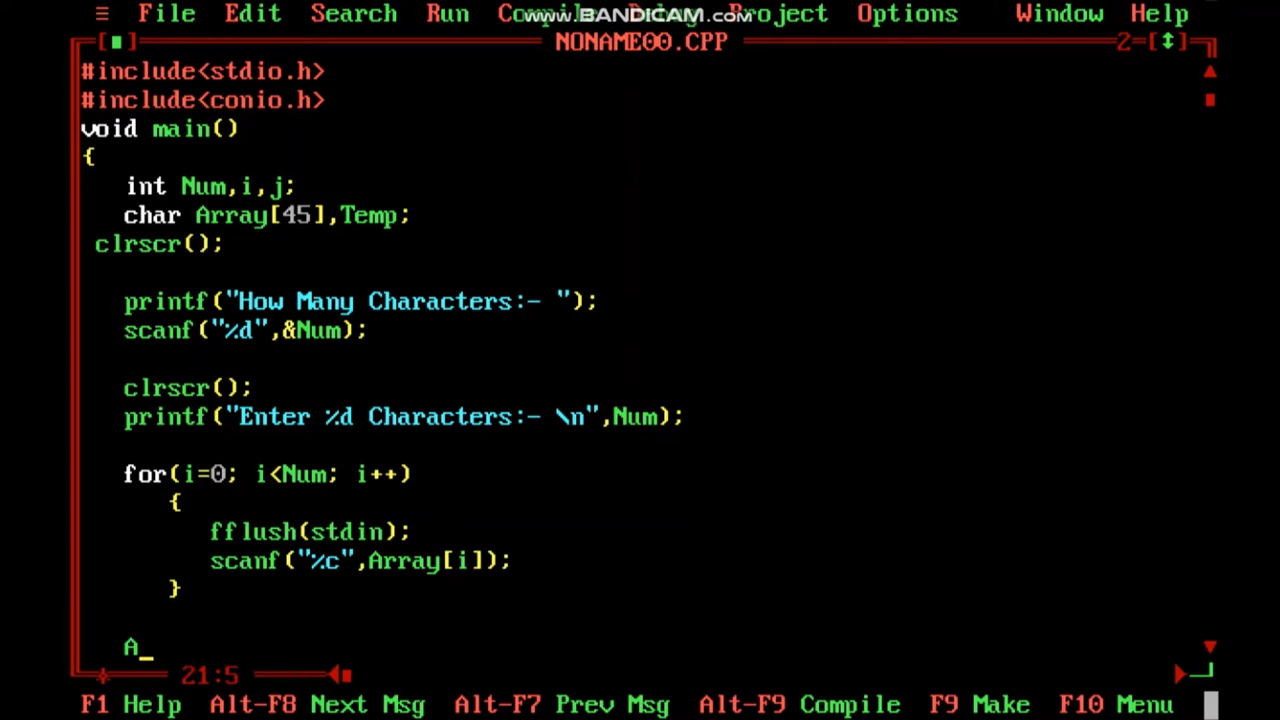 ≡ File Edit Search Run Compile Debug Project Options Window Help
www.BANDICAM.com
[■] NONAME00.CPP 2=[↕]
#include<stdio.h>
#include<conio.h>
void main()
{
int Num,i,j;
char Array[45],Temp;
clrscr();
printf("How Many Characters:- ");
scanf("%d",&Num);
clrscr();
printf("Enter %d Characters:- \n",Num);
for(i=0; i<Num; i++)
{
fflush(stdin);
scanf("%c",Array[i]);
}
A_
21:5
F1 Help Alt-F8 Next Msg Alt-F7 Prev Msg Alt-F9 Compile F9 Make F10 Menu